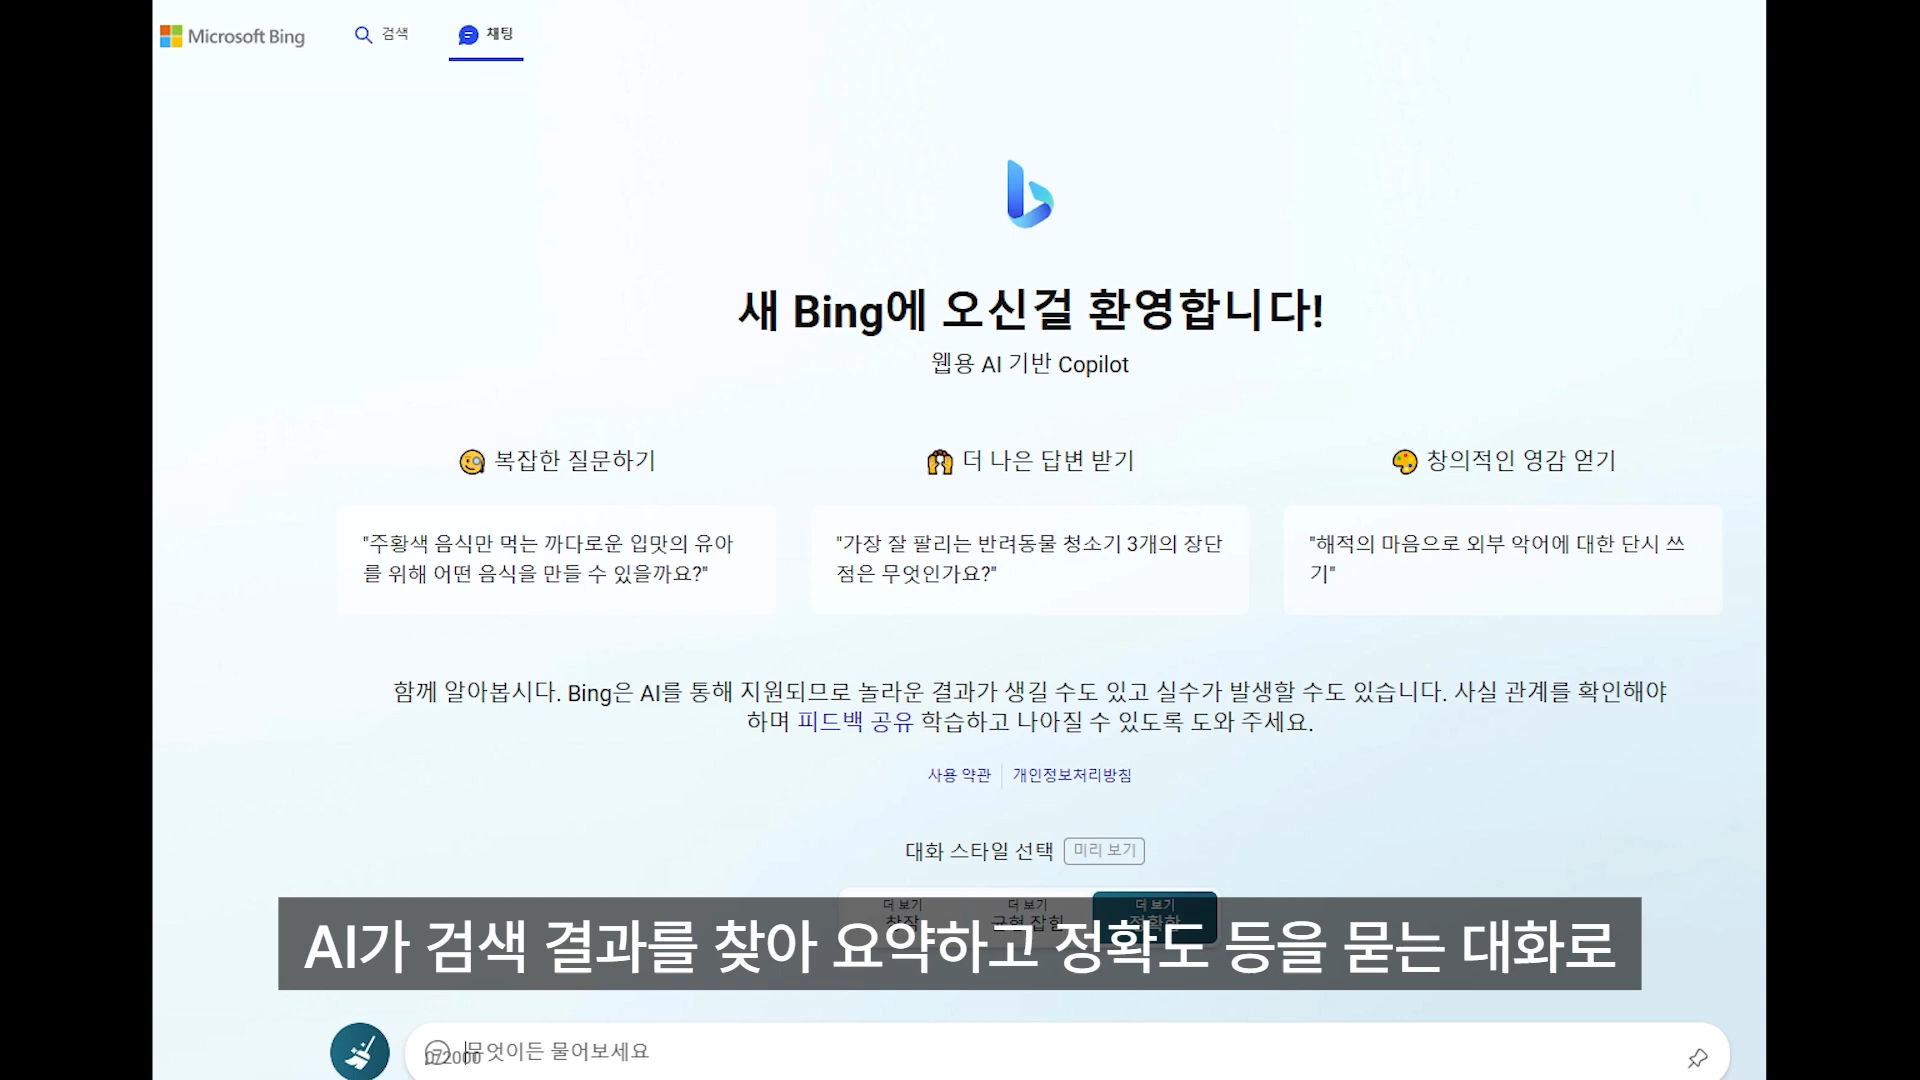 Microsoft Bing
검색
채팅
새 Bing에 오신걸 환영합니다!
웹용 AI 기반 Copilot
복잡한 질문하기
"주황색 음식만 먹는 까다로운 입맛의 유아
를 위해 어떤 음식을 만들 수 있을까요?"
더 나은 답변 받기
"가장 잘 팔리는 반려동물 청소기 3개의 장단
점은 무엇인가요?"
창의적인 영감 얻기
"해적의 마음으로 외부 악어에 대한 단시 쓰
기"
함께 알아봅시다. Bing은 AI를 통해 지원되므로 놀라운 결과가 생길 수도 있고 실수가 발생할 수도 있습니다. 사실 관계를 확인해야
하며 피드백 공유 학습하고 나아질 수 있도록 도와 주세요.
사용 약관
개인정보처리방침
대화 스타일 선택
미리 보기
더 보기
창작
더 보기
균형 잡힘
더 보기
정확한
AI가 검색 결과를 찾아 요약하고 정확도 등을 묻는 대화로
무엇이든 물어보세요
0/2000